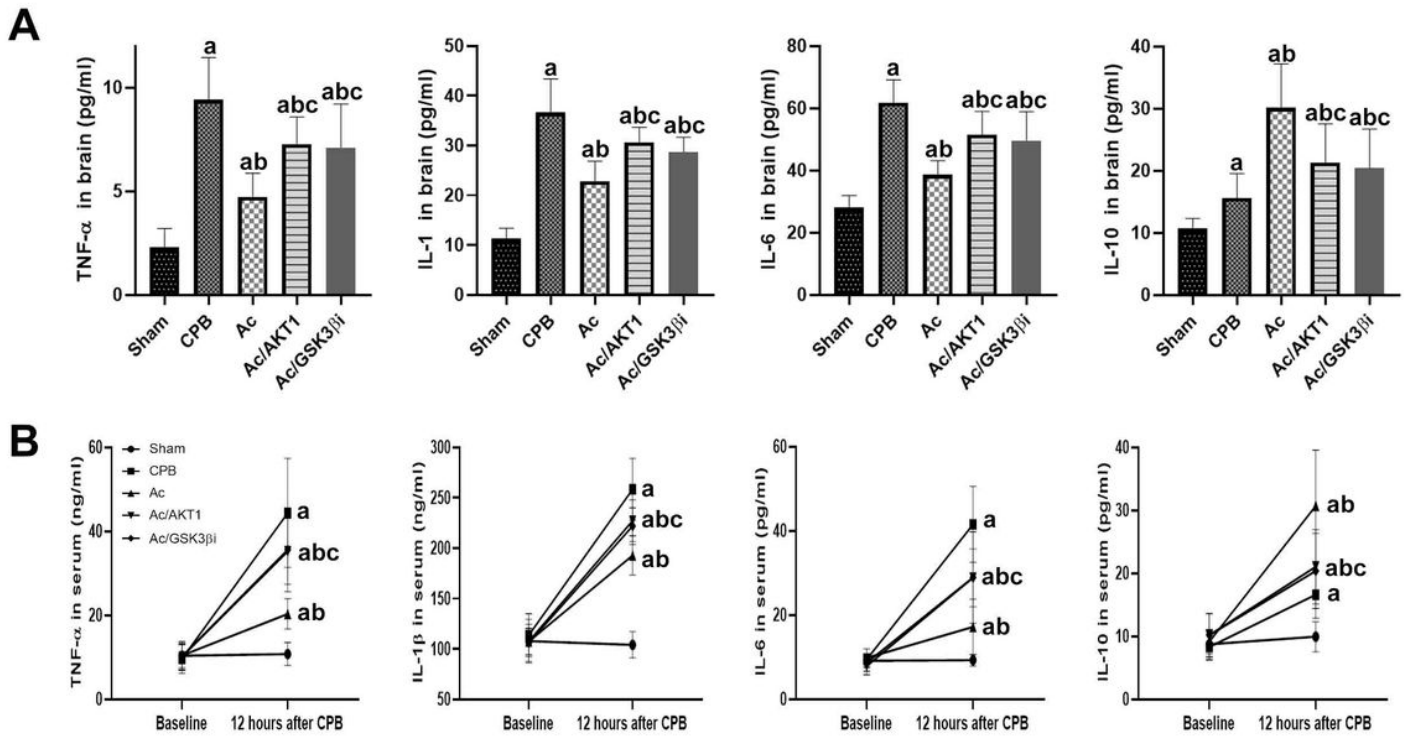 A
TNF-α in brain (pg/ml)
10
5
0
a
ab
abc
abc
Sham
CPB
Ac
Ac/AKT1
Ac/GSK3βi
IL-1 in brain (pg/ml)
50
40
30
20
10
0
a
ab
abc
abc
Sham
CPB
Ac
Ac/AKT1
Ac/GSK3βi
IL-6 in brain (pg/ml)
80
60
40
20
0
a
ab
abc
abc
Sham
CPB
Ac
Ac/AKT1
Ac/GSK3βi
IL-10 in brain (pg/ml)
40
30
20
10
0
a
ab
abc
abc
Sham
CPB
Ac
Ac/AKT1
Ac/GSK3βi
B
TNF-α in serum (ng/ml)
60
40
20
0
Sham
CPB
Ac
Ac/AKT1
Ac/GSK3βi
a
abc
ab
Baseline
12 hours after CPB
IL-1β in serum (ng/ml)
300
250
200
150
100
50
a
abc
ab
Baseline
12 hours after CPB
IL-6 in serum (pg/ml)
60
40
20
0
a
abc
ab
Baseline
12 hours after CPB
IL-10 in serum (pg/ml)
40
30
20
10
0
ab
abc
a
Baseline
12 hours after CPB